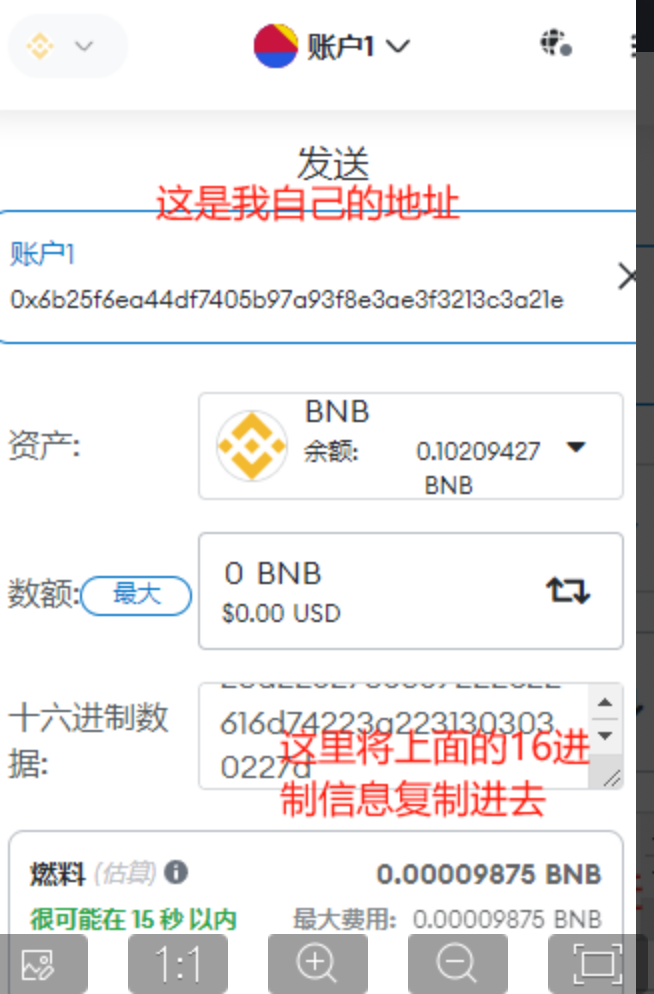 账户1
发送
这是我自己的地址
账户1
0x6b25f6ea44df7405b97a93f8e3ae3f3213c3a21e
资产:
BNB
余额: 0.10209427
BNB
数额: 最大
0 BNB
$0.00 USD
十六进制数
据:
616d74223g223130303
0227d
这里将上面的16进
制信息复制进去
燃料 (估算) 0.00009875 BNB
很可能在 15 秒 以内 最大费用: 0.00009875 BNB
1:1